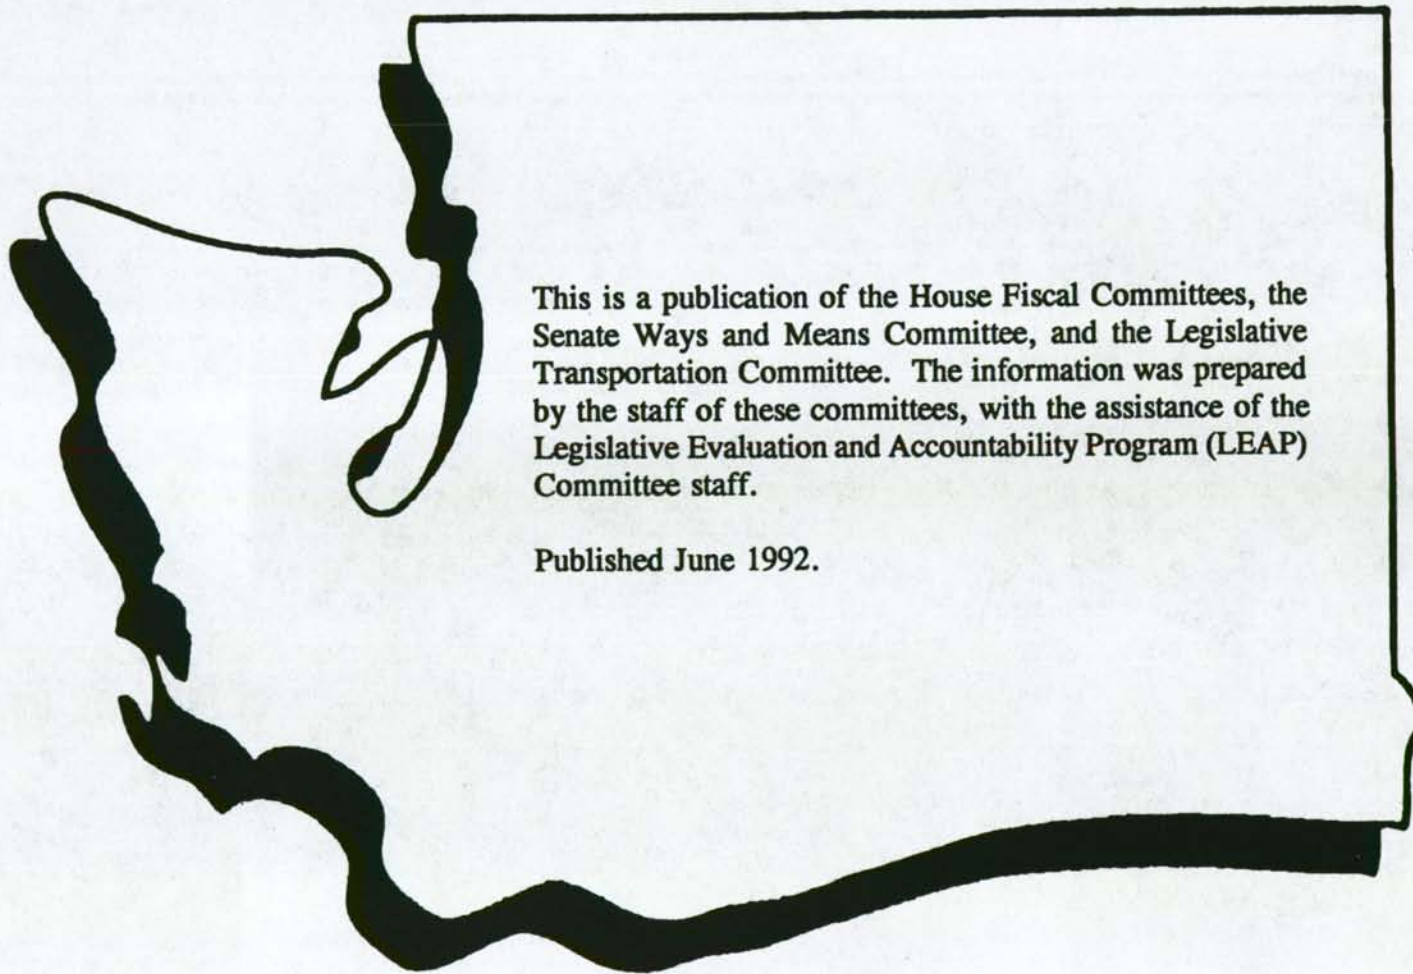 This is a publication of the House Fiscal Committees, the
Senate Ways and Means Committee, and the Legislative
Transportation Committee. The information was prepared
by the staff of these committees, with the assistance of the
Legislative Evaluation and Accountability Program (LEAP)
Committee staff.
Published June 1992.